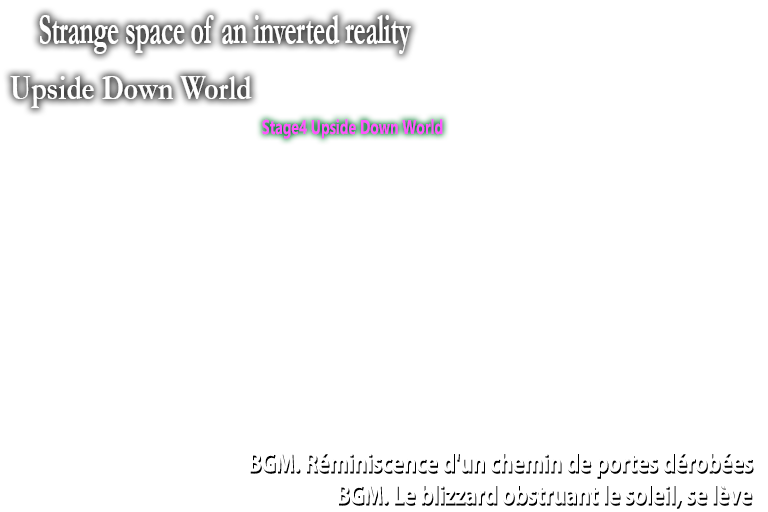 Strange space of an inverted reality
Upside Down World
Stage4 Upside Down World
BGM. Réminiscence d'un chemin de portes dérobées
BGM. Le blizzard obstruant le soleil, se lève